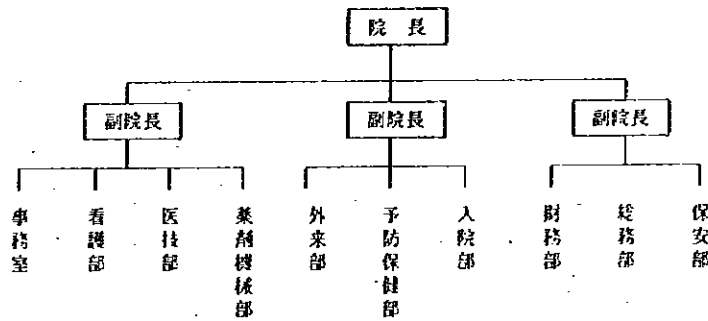 院長
副院長
副院長
副院長
事務室
看護部
医技部
薬剤機械部
外来部
予防保健部
入院部
財務部
総務部
保安部